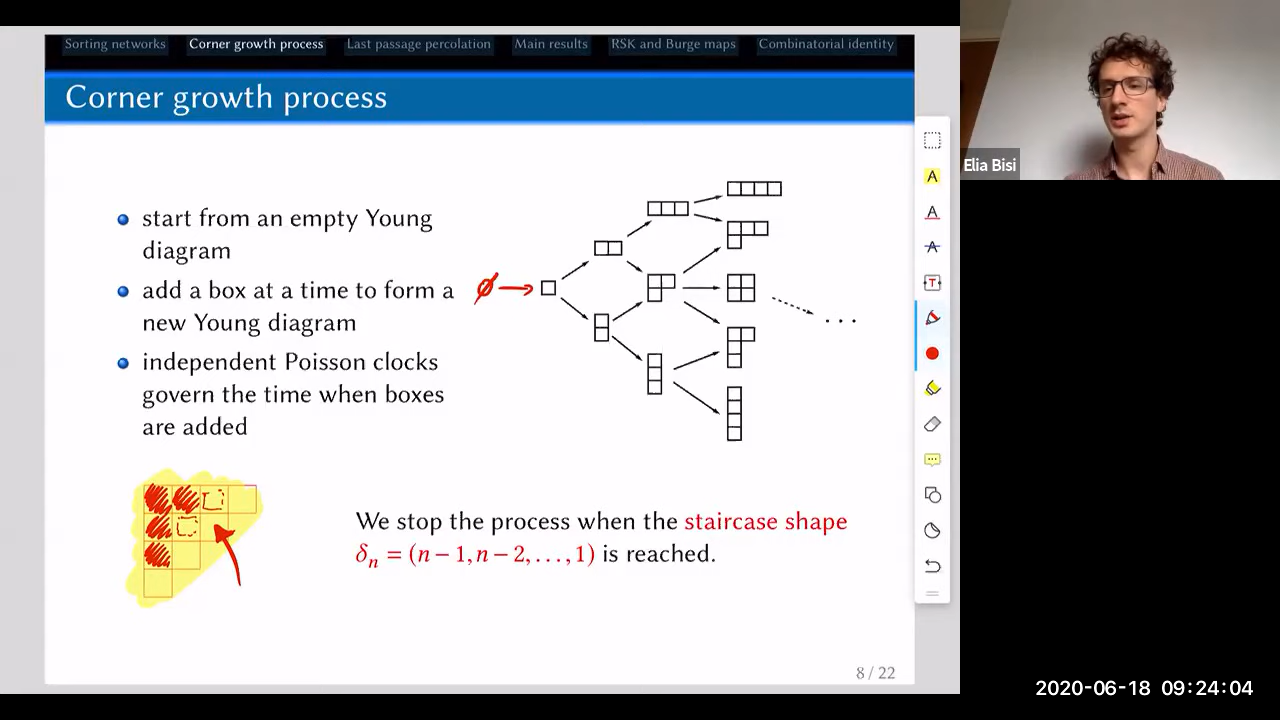 Sorting networks Corner growth process Last passage percolation Main results RSK and Burge maps Combinatorial identity
Corner growth process
start from an empty Young
diagram
add a box at a time to form a
new Young diagram
independent Poisson clocks
govern the time when boxes
are added
∅
...
We stop the process when the staircase shape
δn = (n − 1, n − 2, . . . , 1) is reached.
8 / 22
A
A
A
T
Elia Bisi
2020-06-18 09:24:04